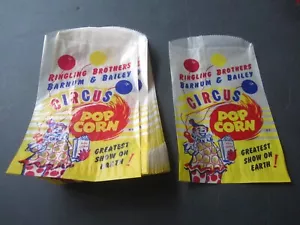 RINGLING BROTHERS
BARNUM & BAILEY
CIRCUS
POP
CORN
GREATEST
SHOW ON
EARTH!
RINGLING BROTHERS
BARNUM & BAILEY
CIRCUS
POP
CORN
GREATEST
SHOW ON
EARTH!